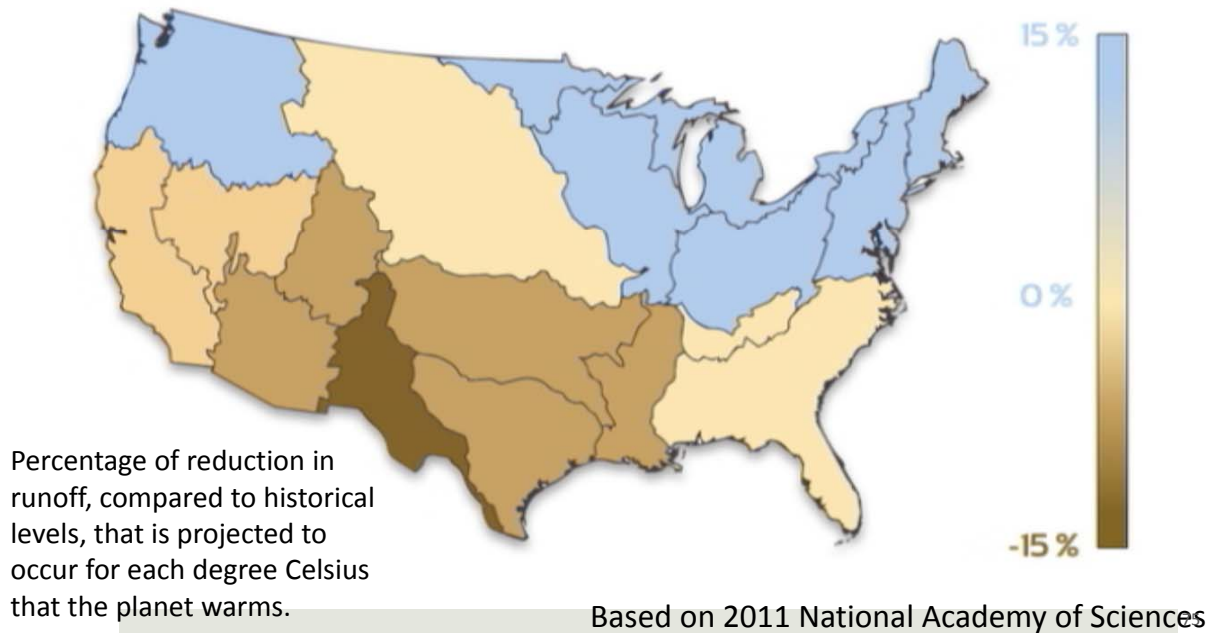 15 %
0 %
-15 %
Percentage of reduction in
runoff, compared to historical
levels, that is projected to
occur for each degree Celsius
that the planet warms.
Based on 2011 National Academy of Sciences